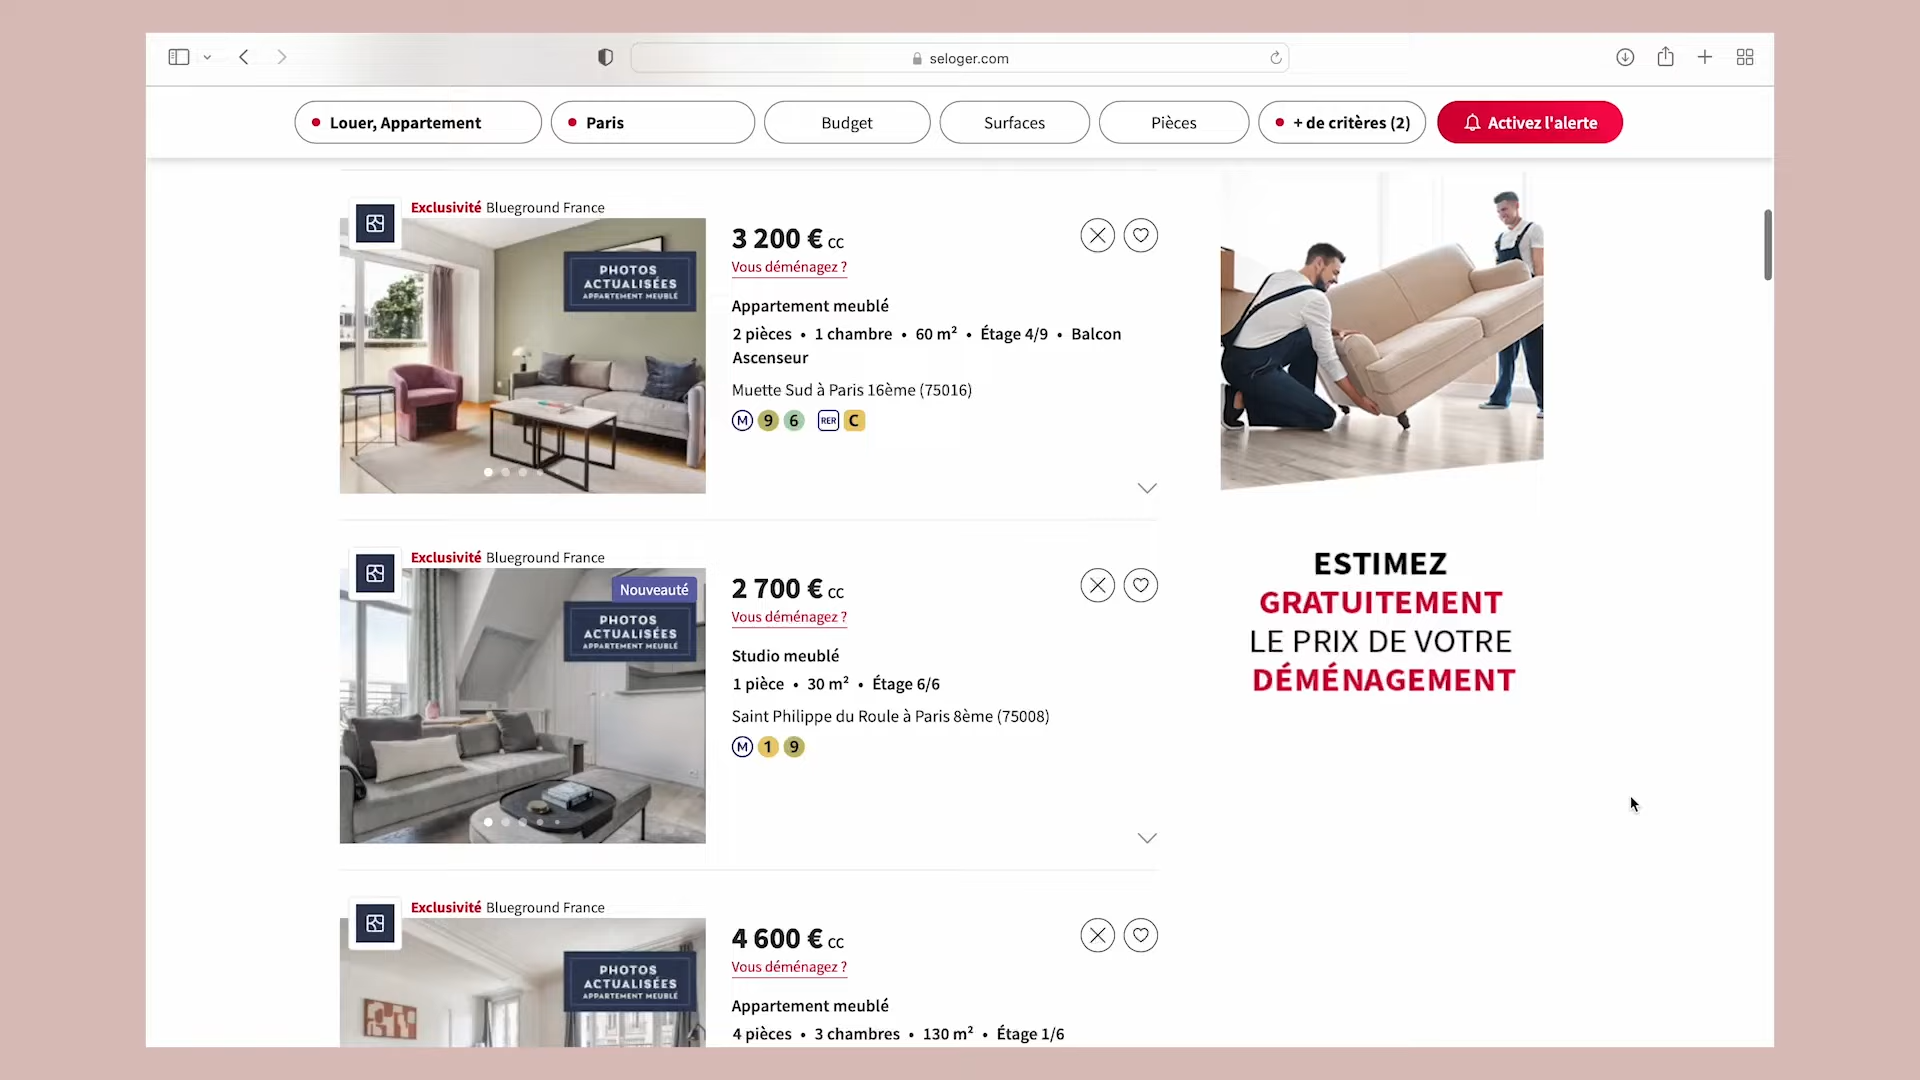 seloger.com
Louer, Appartement
Paris
Budget
Surfaces
Pièces
+ de critères (2)
Activez l'alerte
Exclusivité Blueground France
PHOTOS
ACTUALISÉES
APPARTEMENT MEUBLÉ
3 200 € cc
Vous déménagez ?
Appartement meublé
2 pièces • 1 chambre • 60 m² • Étage 4/9 • Balcon
Ascenseur
Muette Sud à Paris 16ème (75016)
M 9 6 RER C
Exclusivité Blueground France
Nouveauté
PHOTOS
ACTUALISÉES
APPARTEMENT MEUBLÉ
2 700 € cc
Vous déménagez ?
Studio meublé
1 pièce • 30 m² • Étage 6/6
Saint Philippe du Roule à Paris 8ème (75008)
M 1 9
Exclusivité Blueground France
PHOTOS
ACTUALISÉES
APPARTEMENT MEUBLÉ
4 600 € cc
Vous déménagez ?
Appartement meublé
4 pièces • 3 chambres • 130 m² • Étage 1/6
ESTIMEZ
GRATUITEMENT
LE PRIX DE VOTRE
DÉMÉNAGEMENT